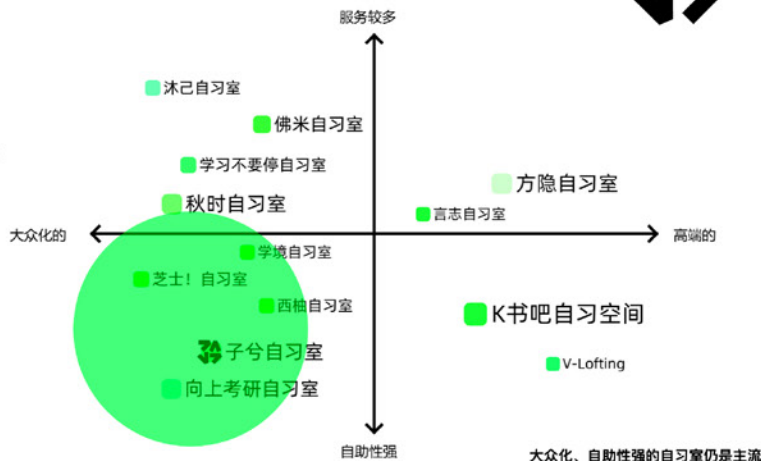 服务较多
沐己自习室
佛米自习室
学习不要停自习室
方隐自习室
秋时自习室
言志自习室
大众化的
高端的
学境自习室
芝士！自习室
西柚自习室
K书吧自习空间
子兮自习室
V-Lofting
向上考研自习室
自助性强
大众化、自助性强的自习室仍是主流